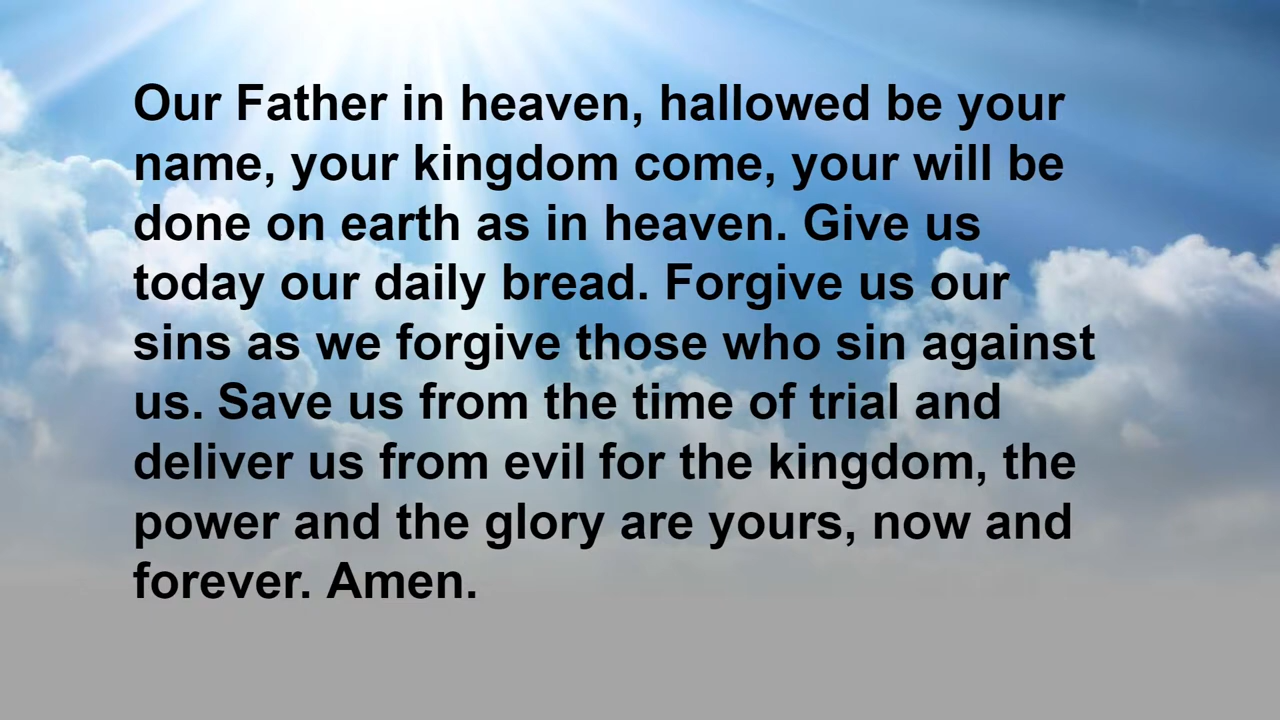 Our Father in heaven, hallowed be your
name, your kingdom come, your will be
done on earth as in heaven. Give us
today our daily bread. Forgive us our
sins as we forgive those who sin against
us. Save us from the time of trial and
deliver us from evil for the kingdom, the
power and the glory are yours, now and
forever. Amen.